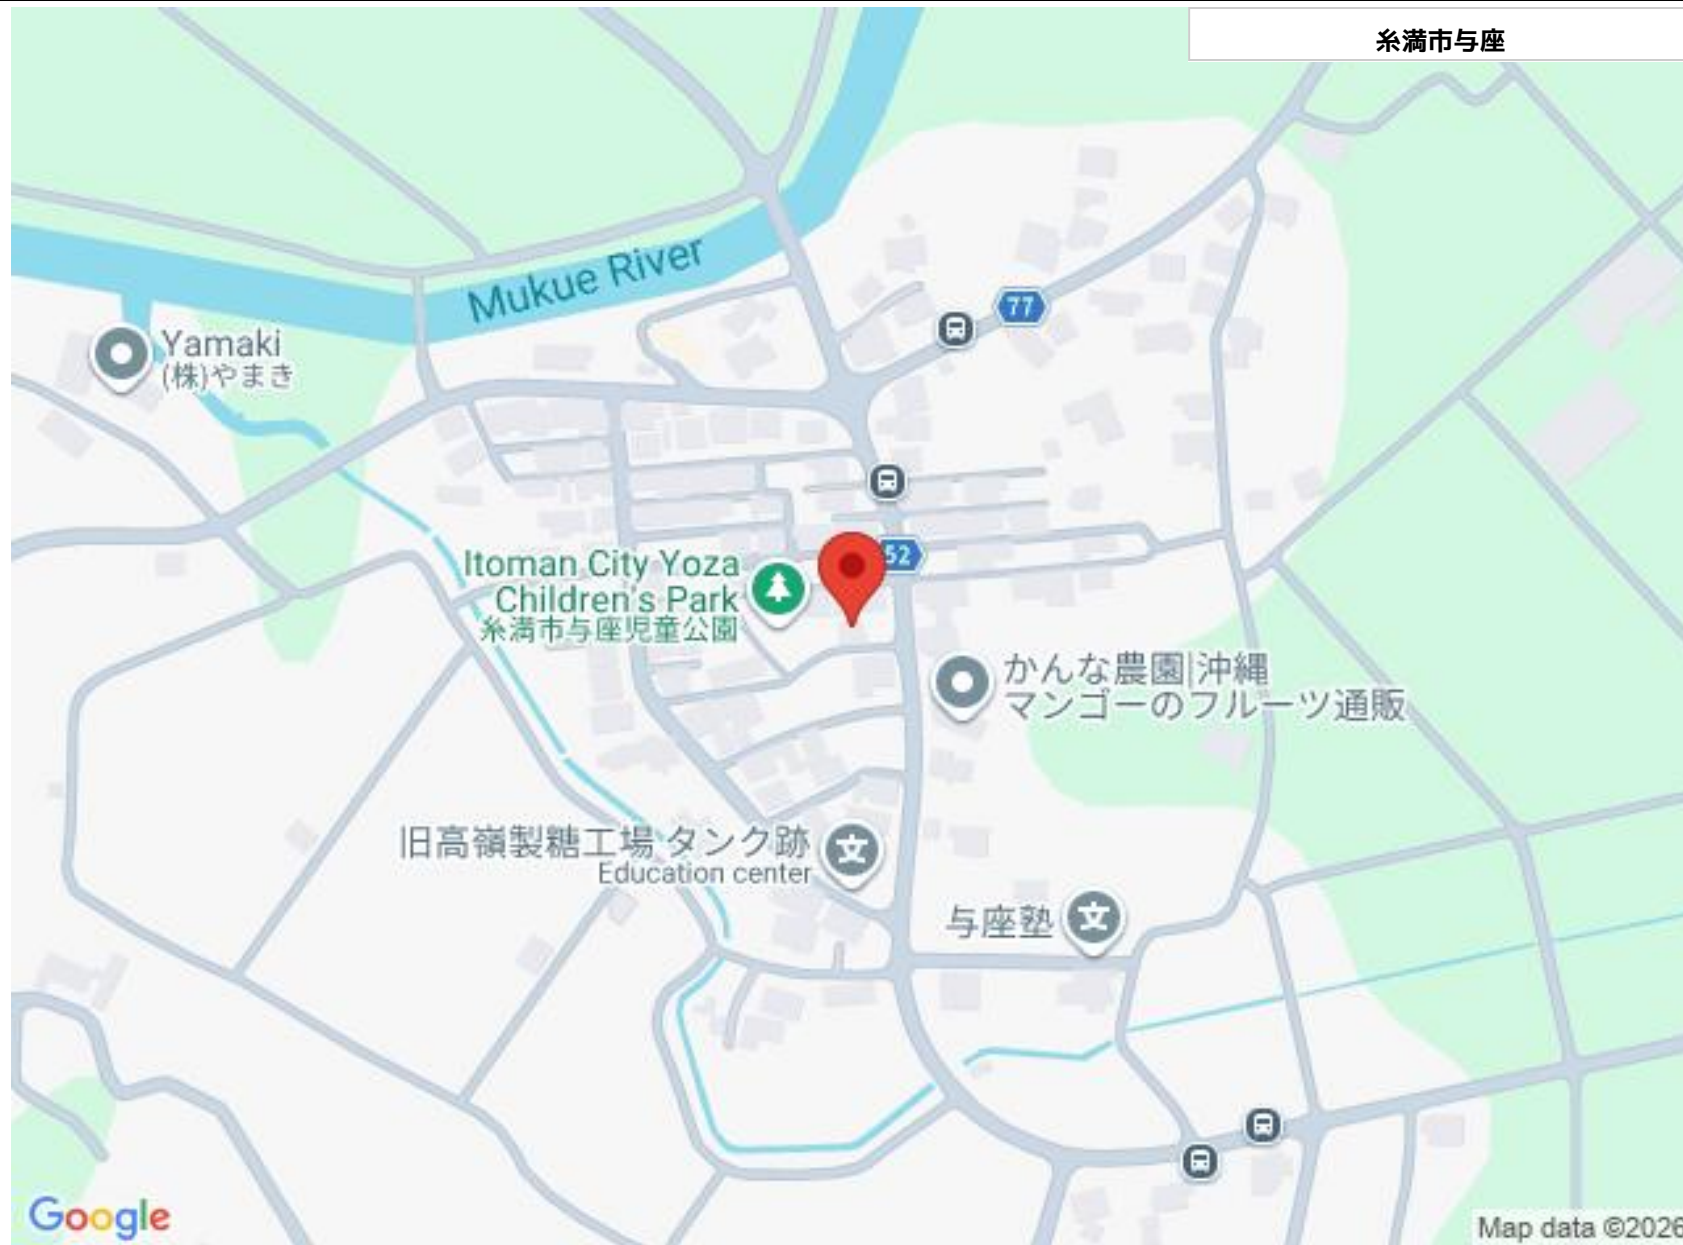 糸満市与座
Mukue River
77
Yamaki
(株)やまき
52
Itoman City Yoza
Children's Park
糸満市与座児童公園
かんな農園|沖縄
マンゴーのフルーツ通販
旧高嶺製糖工場 タンク跡
Education center
文
与座塾
文
Google
Map data ©2026